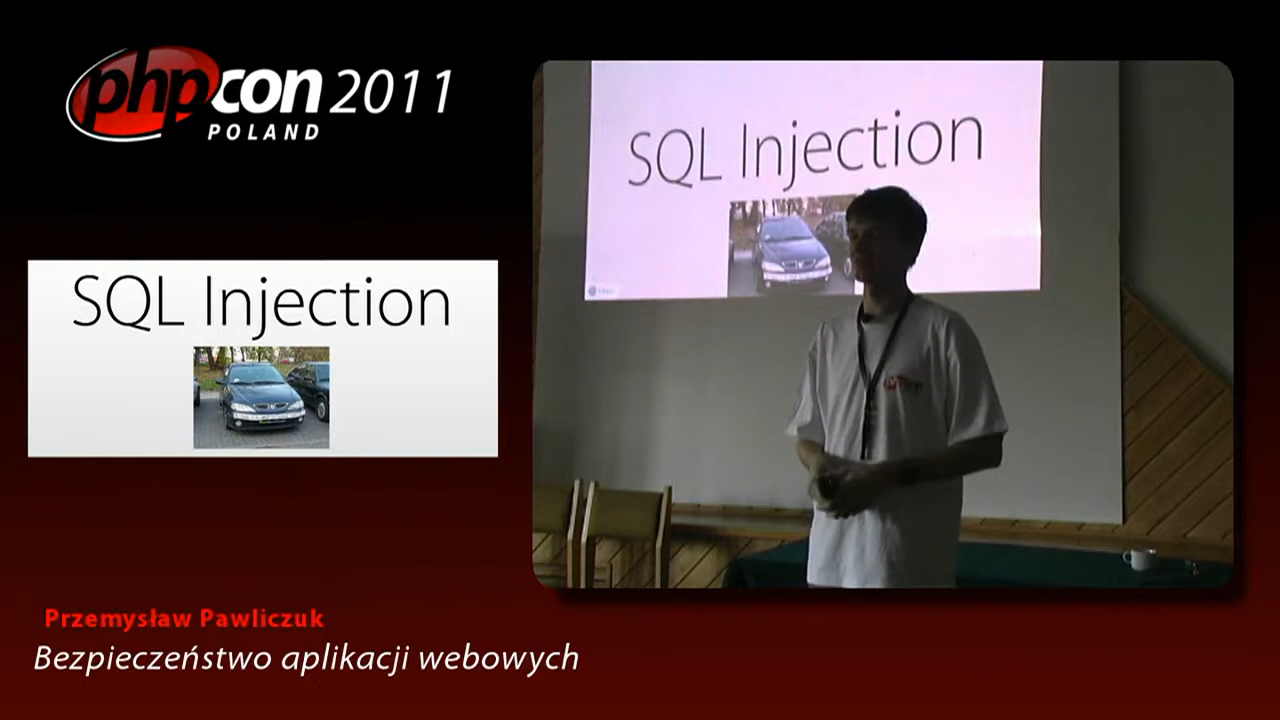 phpcon 2011
POLAND
SQL Injection
SQL Injection
Przemysław Pawliczuk
Bezpieczeństwo aplikacji webowych